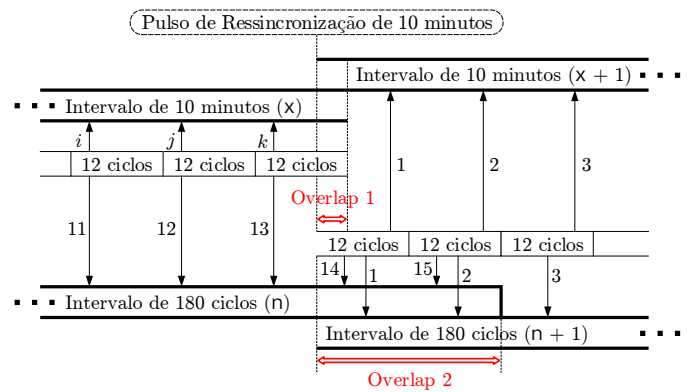 Pulso de Ressincronização de 10 minutos
Intervalo de 10 minutos (x + 1)
Intervalo de 10 minutos (x)
i j k
12 ciclos 12 ciclos 12 ciclos
1 2 3
Overlap 1
11 12 13
12 ciclos 12 ciclos 12 ciclos
14 1 15 2 3
Intervalo de 180 ciclos (n)
Intervalo de 180 ciclos (n + 1)
Overlap 2